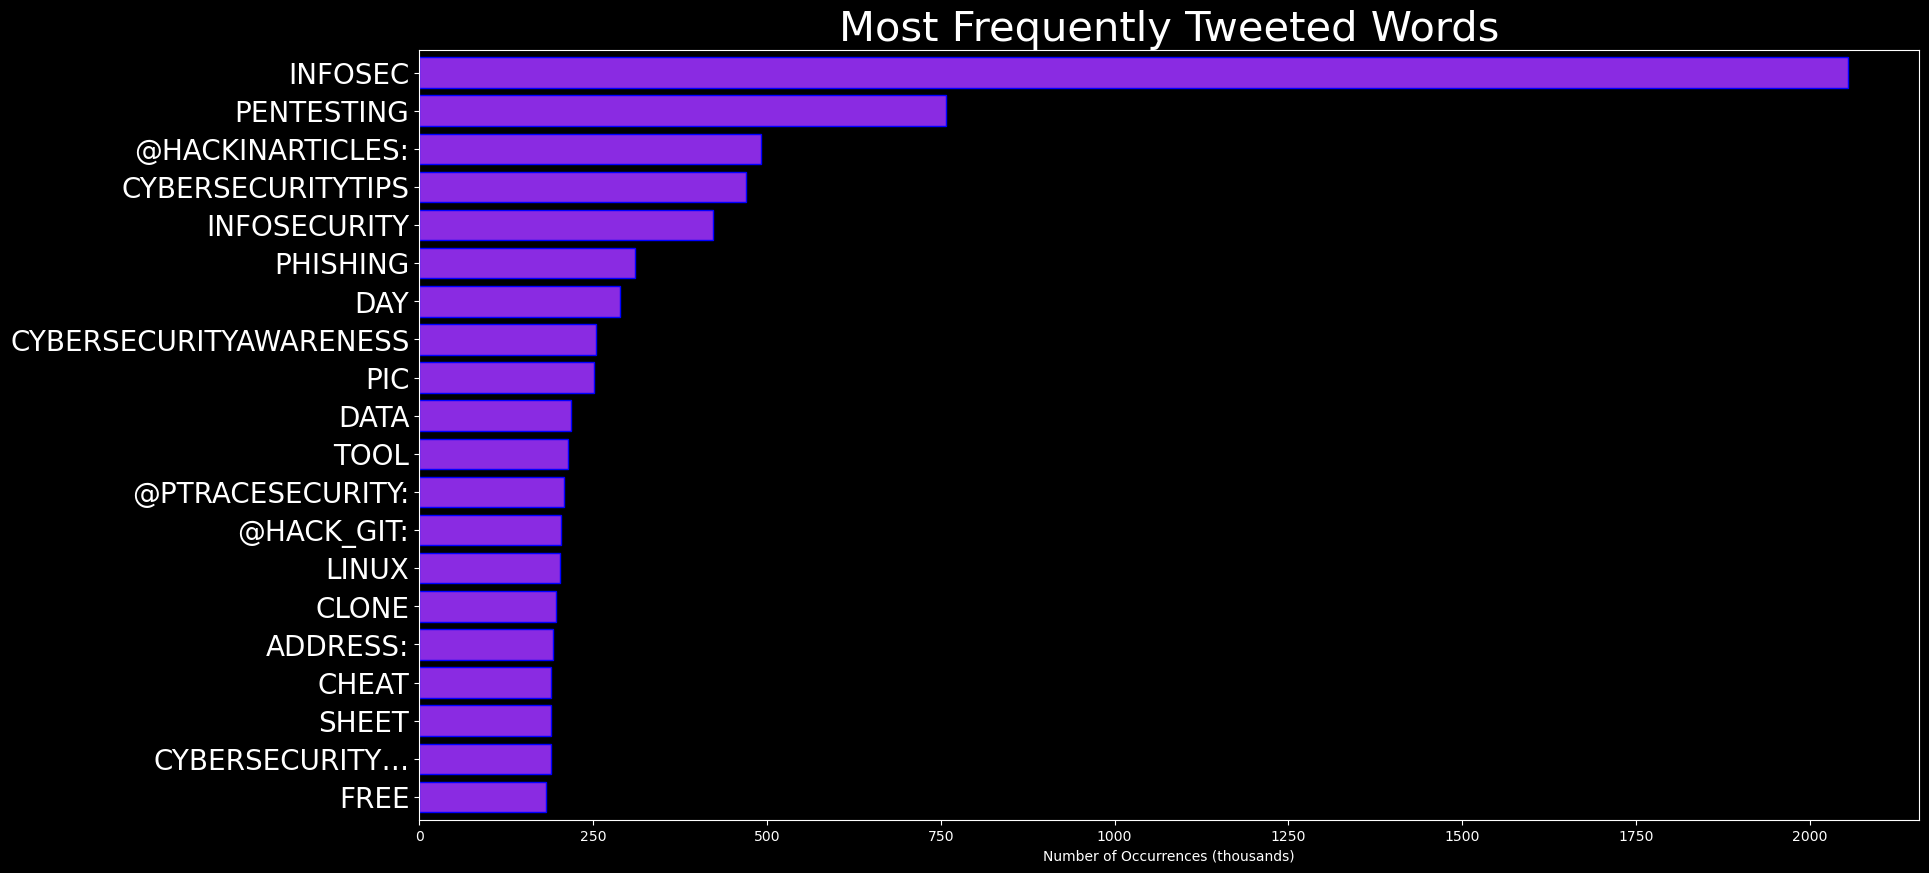 Most Frequently Tweeted Words
INFOSEC
PENTESTING
@HACKINARTICLES:
CYBERSECURITYTIPS
INFOSECURITY
PHISHING
DAY
CYBERSECURITYAWARENESS
PIC
DATA
TOOL
@PTRACESECURITY:
@HACK_GIT:
LINUX
CLONE
ADDRESS:
CHEAT
SHEET
CYBERSECURITY…
FREE
0 250 500 750 1000 1250 1500 1750 2000
Number of Occurrences (thousands)